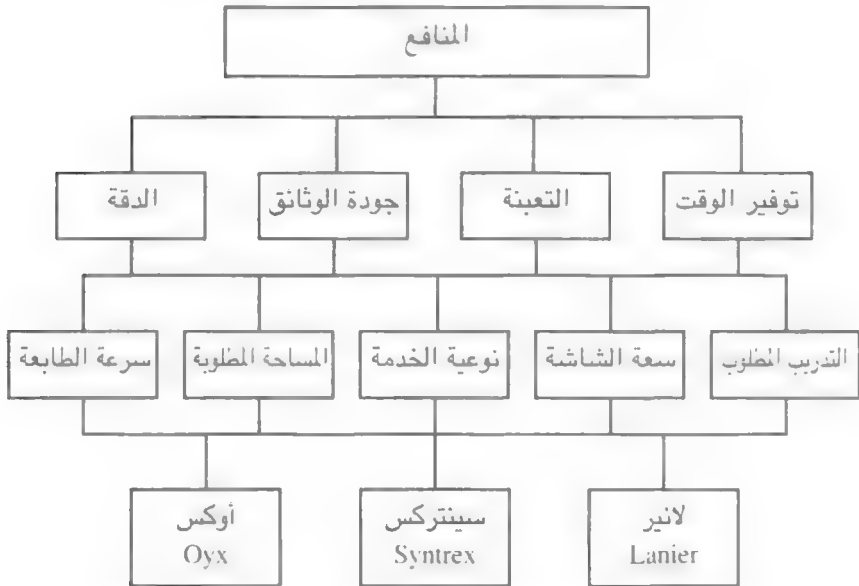 المنافع
توفير الوقت
التعبئة
جودة الوثائق
الدقة
التدريب المطلوب
سعة الشاشة
نوعية الخدمة
المساحة المطلوبة
سرعة الطابعة
لانير
Lanier
سينتركس
Syntrex
أوكس
Oyx